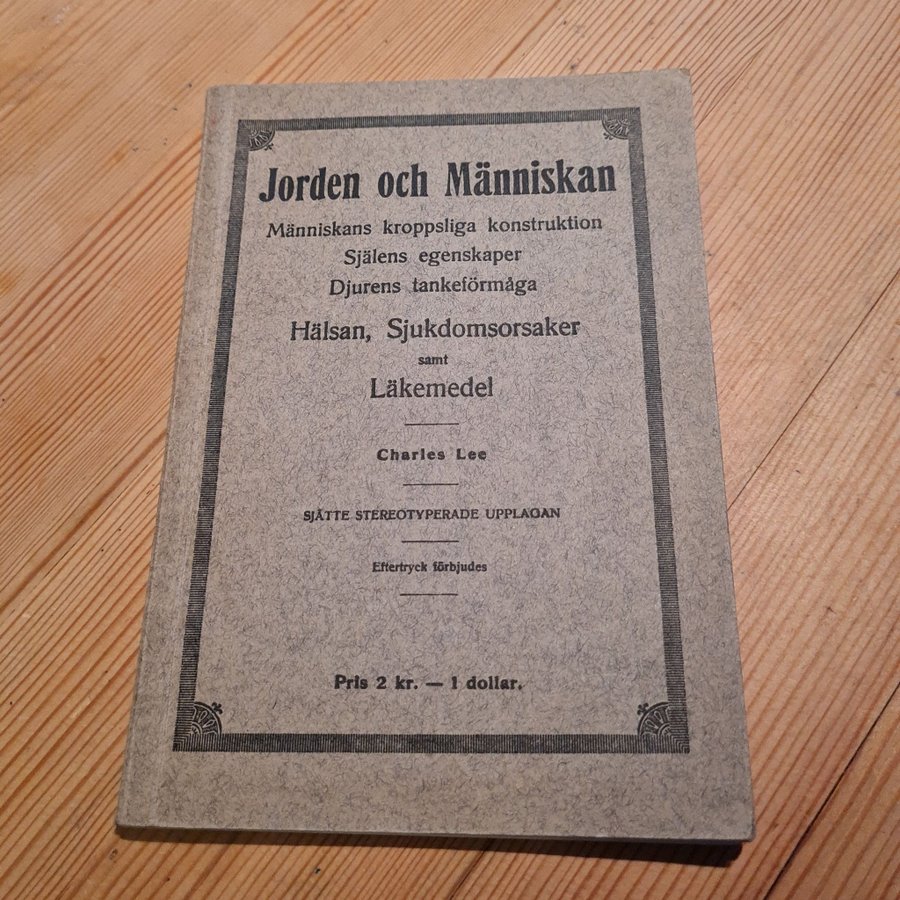 Jorden och Människan
Människans kroppsliga konstruktion
Själens egenskaper
Djurens tankeförmåga
Hälsan, Sjukdomsorsaker
samt
Läkemedel
Charles Lee
SJÄTTE STEREOTYPERADE UPPLAGAN
Eftertryck förbjudes
Pris 2 kr. — 1 dollar.